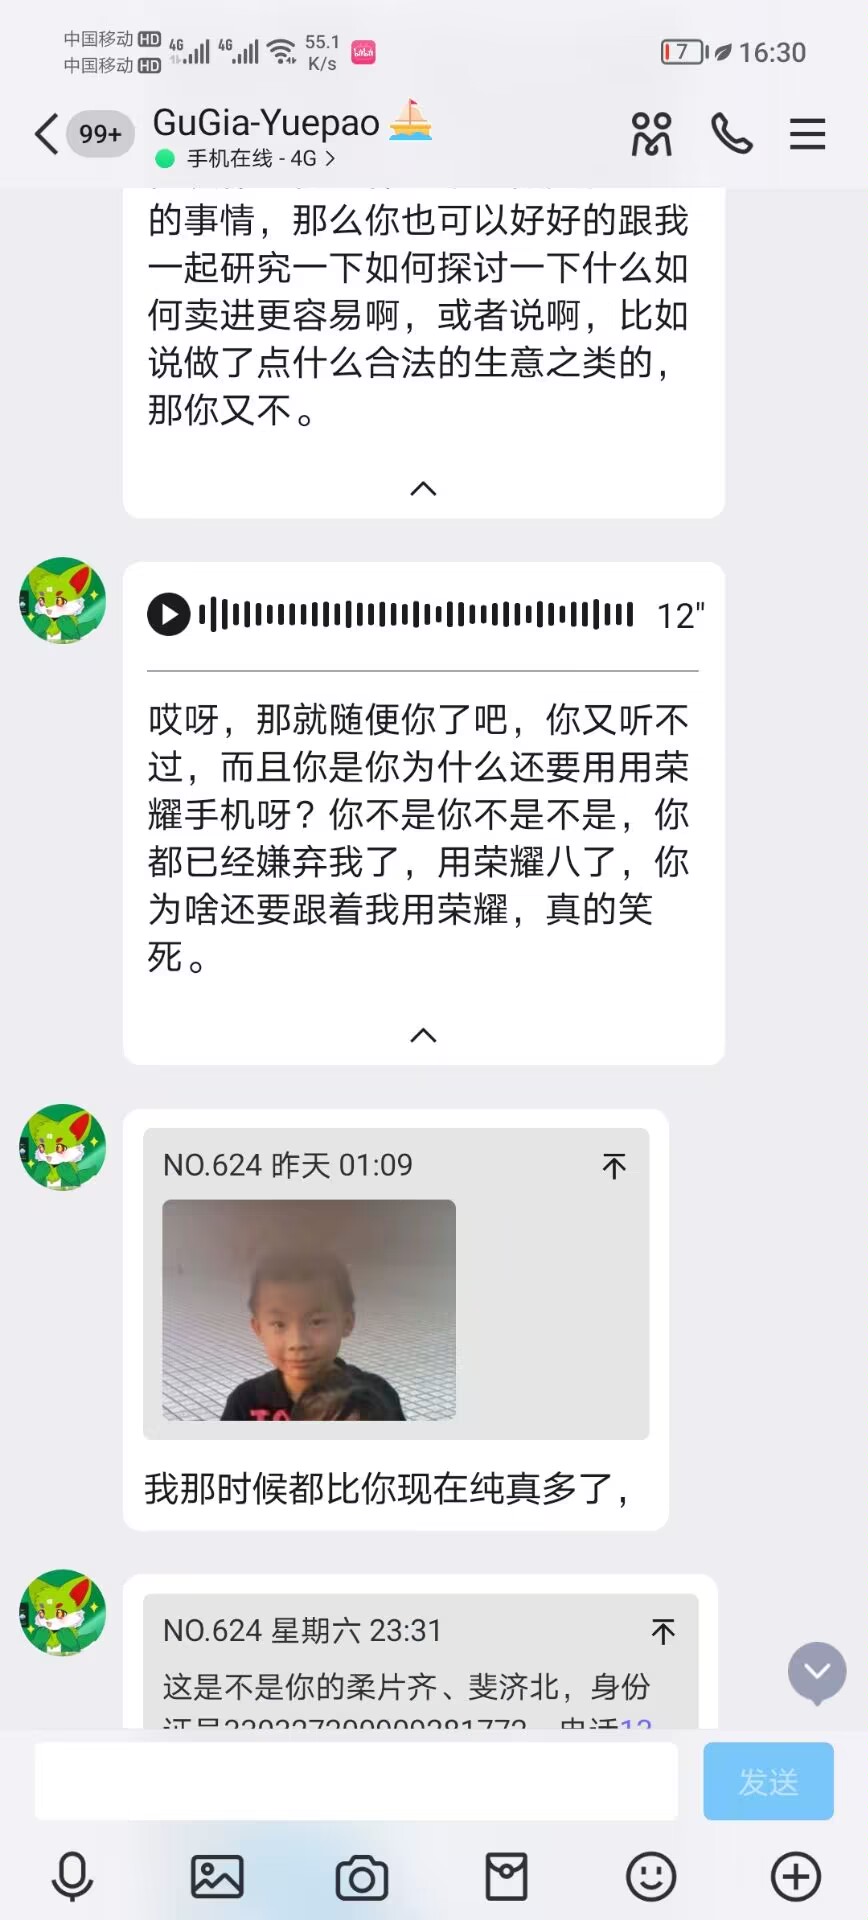 中国移动 HD 4G 4G 55.1 K/s 7 16:30
中国移动 HD
99+ GuGia-Yuepao
手机在线 - 4G >
的事情，那么你也可以好好的跟我
一起研究一下如何探讨一下什么如
何卖进更容易啊，或者说啊，比如
说做了点什么合法的生意之类的，
那你又不。
12"
哎呀，那就随便你了吧，你又听不
过，而且你是你为什么还要用用荣
耀手机呀？你不是你不是不是，你
都已经嫌弃我了，用荣耀八了，你
为啥还要跟着我用荣耀，真的笑
死。
NO.624 昨天 01:09
我那时候都比你现在纯真多了，
NO.624 星期六 23:31
这是不是你的柔片齐、斐济北，身份
发送